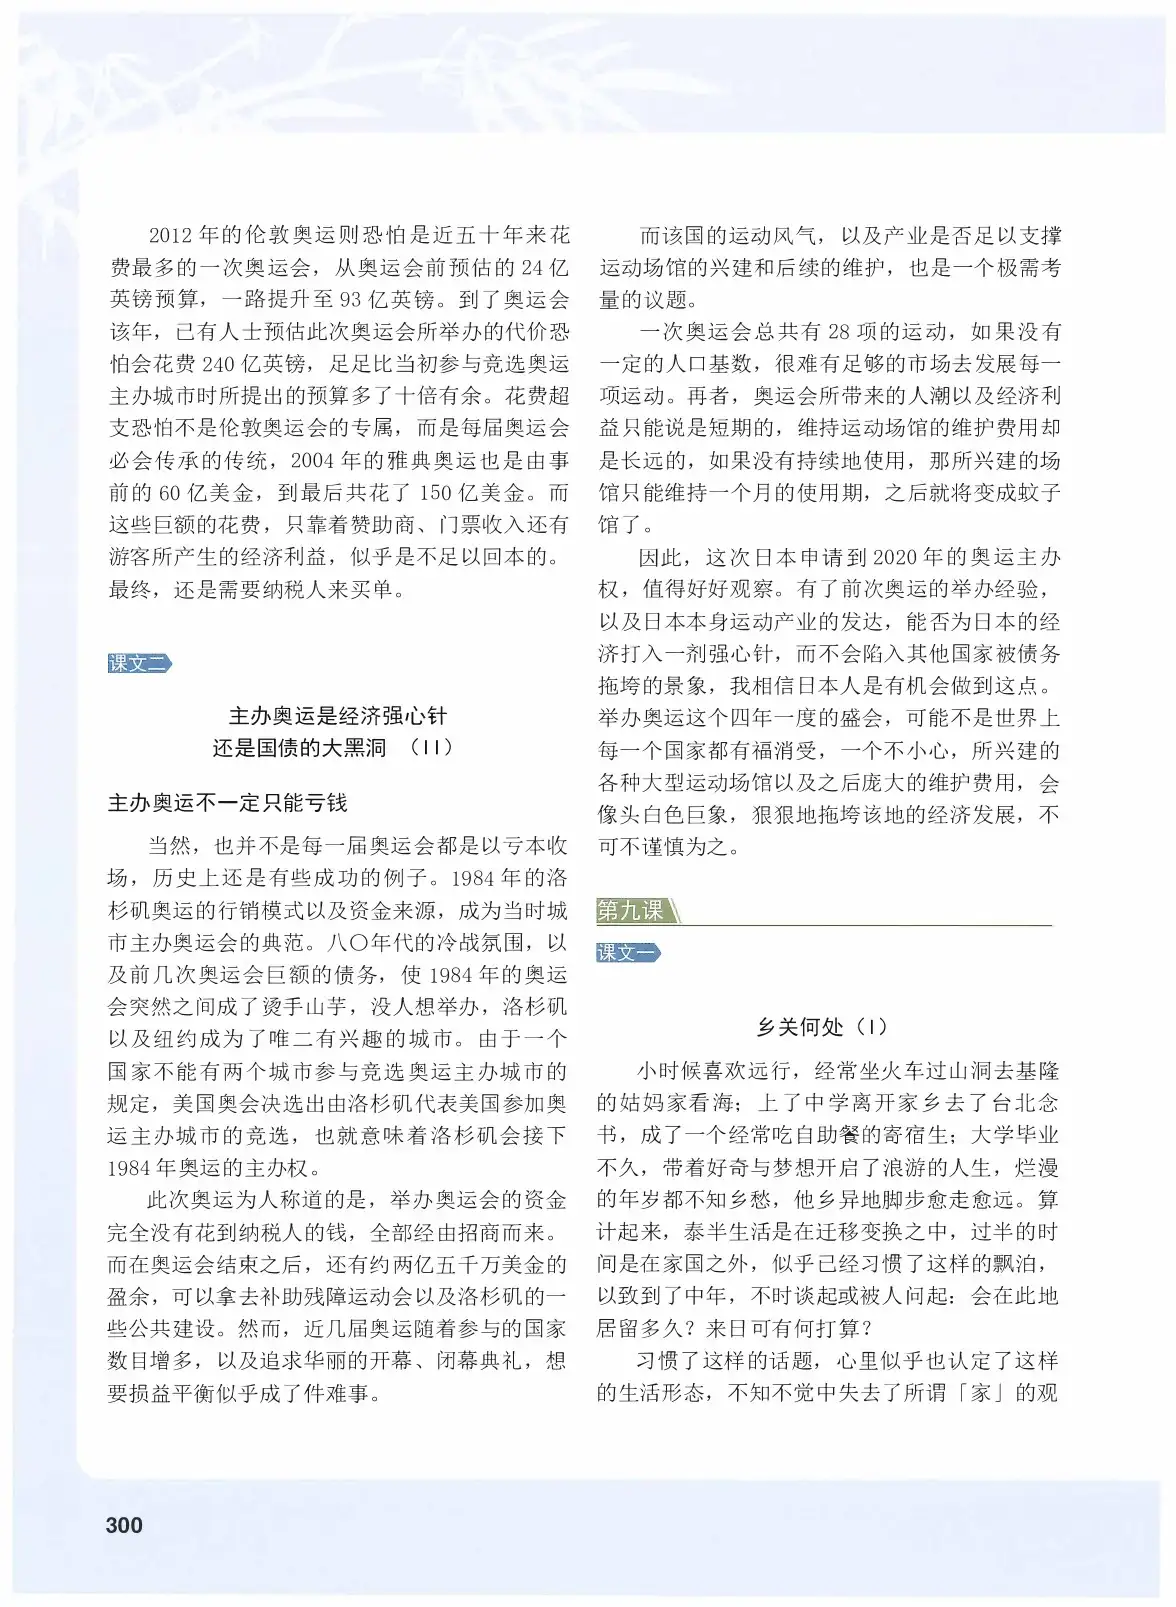 2012 年的伦敦奥运则恐怕是近五十年来花
费最多的一次奥运会，从奥运会前预估的 24 亿
英镑预算，一路提升至 93 亿英镑。到了奥运会
该年，已有人士预估此次奥运会所举办的代价恐
怕会花费 240 亿英镑，足足比当初参与竞选奥运
主办城市时所提出的预算多了十倍有余。花费超
支恐怕不是伦敦奥运会的专属，而是每届奥运会
必会传承的传统，2004 年的雅典奥运也是由事
前的 60 亿美金，到最后共花了 150 亿美金。而
这些巨额的花费，只靠着赞助商、门票收入还有
游客所产生的经济利益，似乎是不足以回本的。
最终，还是需要纳税人来买单。
课文二
主办奥运是经济强心针
还是国债的大黑洞 （II）
主办奥运不一定只能亏钱
当然，也并不是每一届奥运会都是以亏本收
场，历史上还是有些成功的例子。1984 年的洛
杉矶奥运的行销模式以及资金来源，成为当时城
市主办奥运会的典范。八〇年代的冷战氛围，以
及前几次奥运会巨额的债务，使 1984 年的奥运
会突然之间成了烫手山芋，没人想举办，洛杉矶
以及纽约成为了唯二有兴趣的城市。由于一个
国家不能有两个城市参与竞选奥运主办城市的
规定，美国奥会决选出由洛杉矶代表美国参加奥
运主办城市的竞选，也就意味着洛杉矶会接下
1984 年奥运的主办权。
此次奥运为人称道的是，举办奥运会的资金
完全没有花到纳税人的钱，全部经由招商而来。
而在奥运会结束之后，还有约两亿五千万美金的
盈余，可以拿去补助残障运动会以及洛杉矶的一
些公共建设。然而，近几届奥运随着参与的国家
数目增多，以及追求华丽的开幕、闭幕典礼，想
要损益平衡似乎成了件难事。
而该国的运动风气，以及产业是否足以支撑
运动场馆的兴建和后续的维护，也是一个极需考
量的议题。
一次奥运会总共有 28 项的运动，如果没有
一定的人口基数，很难有足够的市场去发展每一
项运动。再者，奥运会所带来的人潮以及经济利
益只能说是短期的，维持运动场馆的维护费用却
是长远的，如果没有持续地使用，那所兴建的场
馆只能维持一个月的使用期，之后就将变成蚊子
馆了。
因此，这次日本申请到 2020 年的奥运主办
权，值得好好观察。有了前次奥运的举办经验，
以及日本本身运动产业的发达，能否为日本的经
济打入一剂强心针，而不会陷入其他国家被债务
拖垮的景象，我相信日本人是有机会做到这点。
举办奥运这个四年一度的盛会，可能不是世界上
每一个国家都有福消受，一个不小心，所兴建的
各种大型运动场馆以及之后庞大的维护费用，会
像头白色巨象，狠狠地拖垮该地的经济发展，不
可不谨慎为之。
第九课
课文一
乡关何处（I）
小时候喜欢远行，经常坐火车过山洞去基隆
的姑妈家看海；上了中学离开家乡去了台北念
书，成了一个经常吃自助餐的寄宿生；大学毕业
不久，带着好奇与梦想开启了浪游的人生，烂漫
的年岁都不知乡愁，他乡异地脚步愈走愈远。算
计起来，泰半生活是在迁移变换之中，过半的时
间是在家国之外，似乎已经习惯了这样的飘泊，
以致到了中年，不时谈起或被人问起：会在此地
居留多久？来日可有何打算？
习惯了这样的话题，心里似乎也认定了这样
的生活形态，不知不觉中失去了所谓「家」的观
300